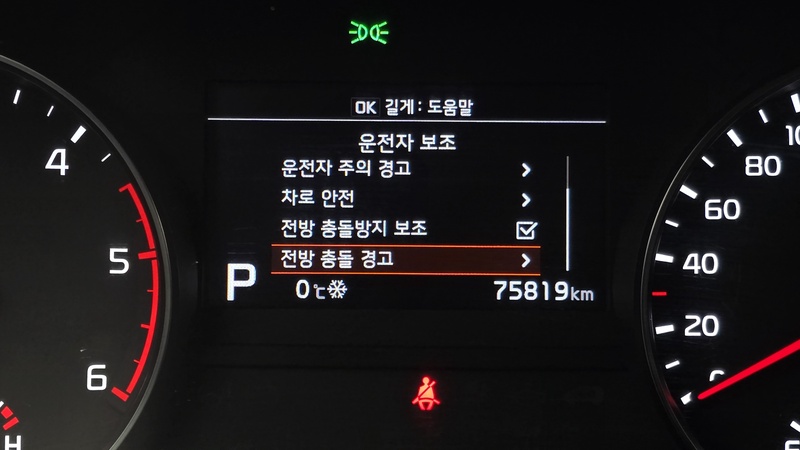 OK 길게 : 도움말
운전자 보조
운전자 주의 경고
차로 안전
전방 충돌방지 보조
전방 충돌 경고
P
0℃
75819km
4
5
6
H
80
60
40
20